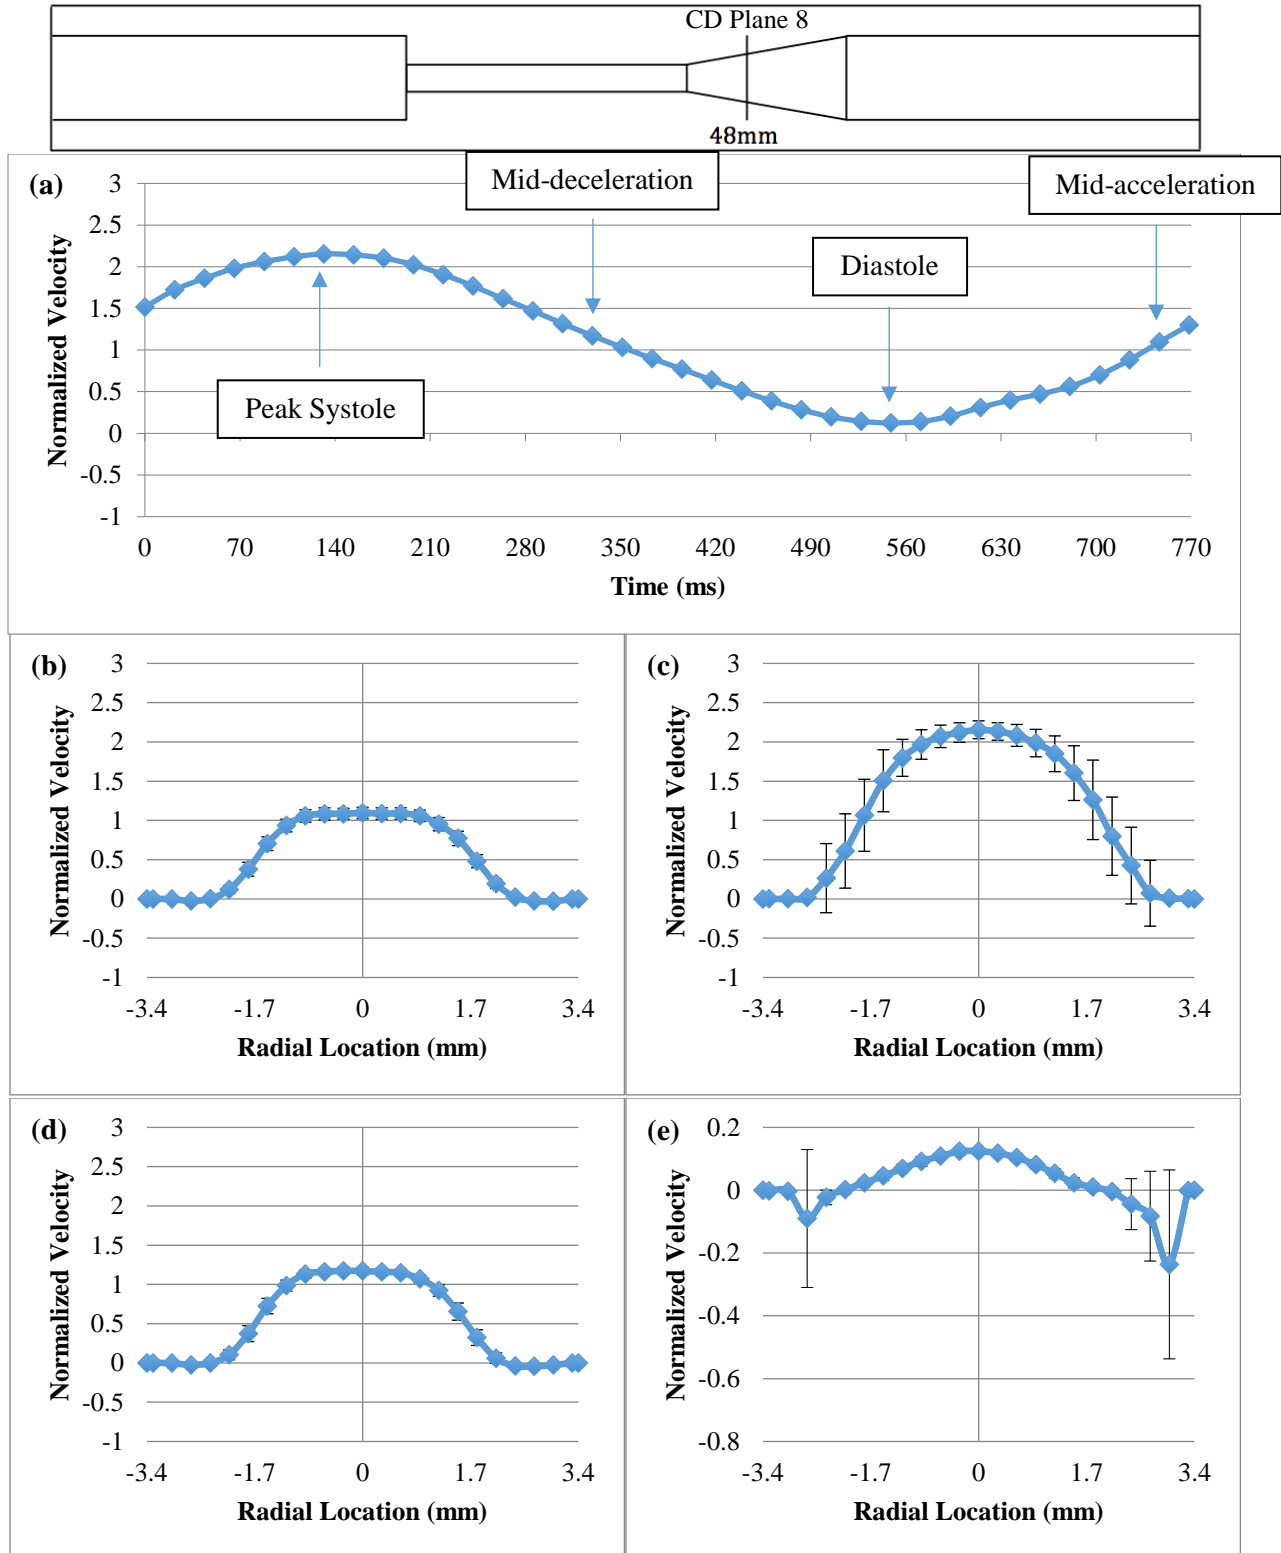 CD Plane 8
48mm
(a)
Mid-deceleration
Mid-acceleration
Diastole
Peak Systole
Normalized Velocity
3
2.5
2
1.5
1
0.5
0
-0.5
-1
0 70 140 210 280 350 420 490 560 630 700 770
Time (ms)
(b)
Normalized Velocity
3
2.5
2
1.5
1
0.5
0
-0.5
-1
-3.4 -1.7 0 1.7 3.4
Radial Location (mm)
(c)
Normalized Velocity
3
2.5
2
1.5
1
0.5
0
-0.5
-1
-3.4 -1.7 0 1.7 3.4
Radial Location (mm)
(d)
Normalized Velocity
3
2.5
2
1.5
1
0.5
0
-0.5
-1
-3.4 -1.7 0 1.7 3.4
Radial Location (mm)
(e)
Normalized Velocity
0.2
0
-0.2
-0.4
-0.6
-0.8
-3.4 -1.7 0 1.7 3.4
Radial Location (mm)